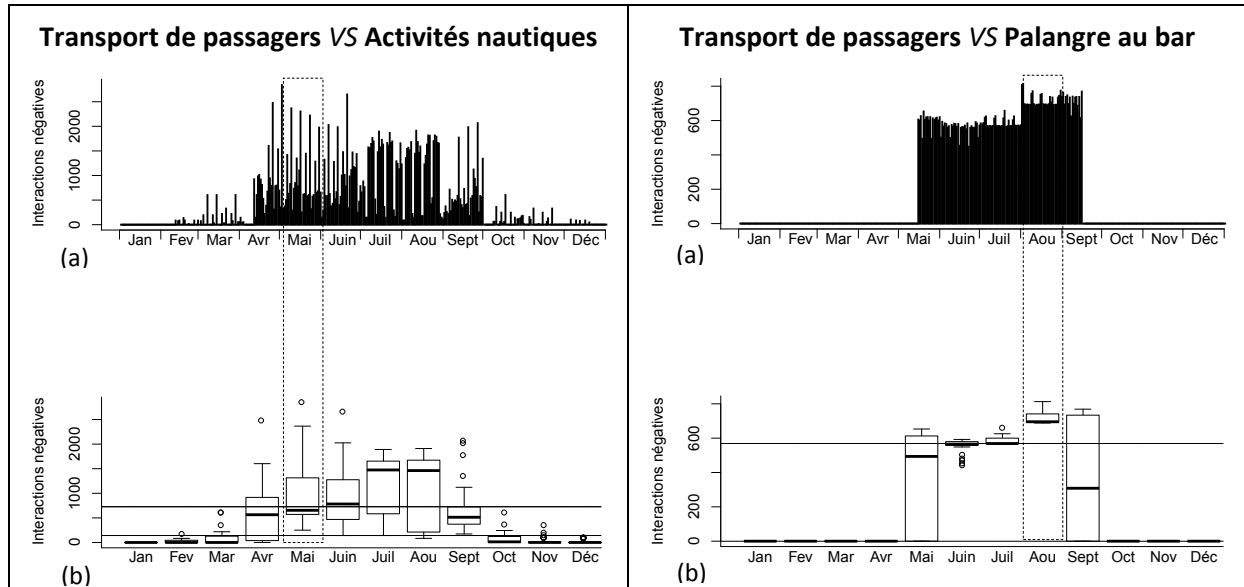 Transport de passagers VS Activités nautiques
Interactions négatives
0 1000 2000
Jan Fev Mar Avr Mai Juin Juil Aou Sept Oct Nov Déc
(a)
Interactions négatives
0 1000 2000
Jan Fev Mar Avr Mai Juin Juil Aou Sept Oct Nov Déc
(b)
Transport de passagers VS Palangre au bar
Interactions négatives
0 200 400 600
Jan Fev Mar Avr Mai Juin Juil Aou Sept Oct Nov Déc
(a)
Interactions négatives
0 200 400 600
Jan Fev Mar Avr Mai Juin Juil Aou Sept Oct Nov Déc
(b)